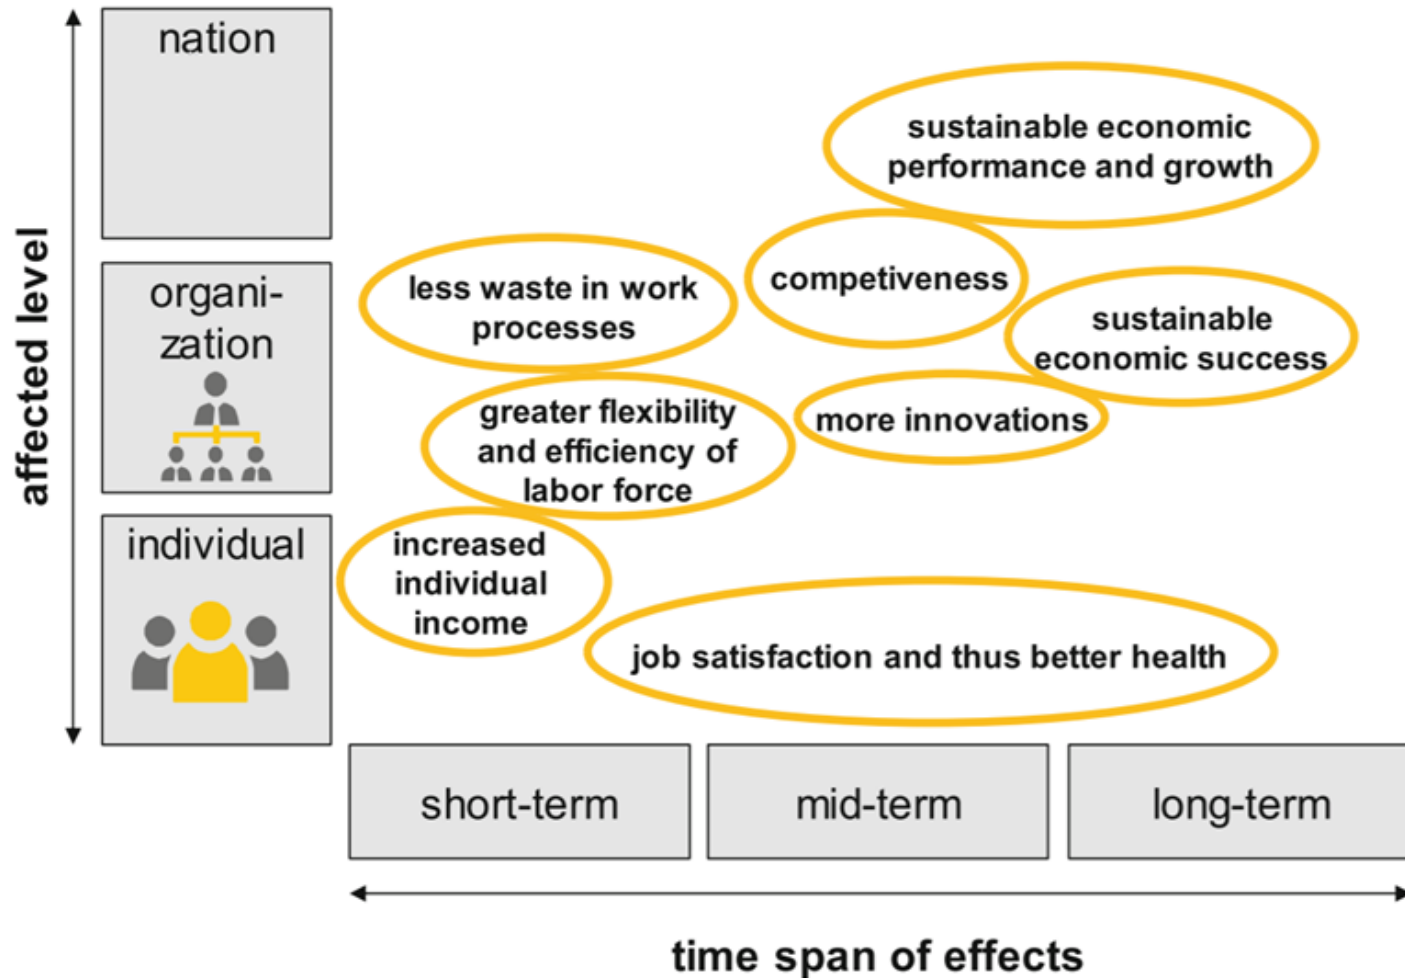 nation
sustainable economic
performance and growth
affected level
organi-
zation
less waste in work
processes
competiveness
sustainable
economic success
greater flexibility
and efficiency of
labor force
more innovations
individual
increased
individual
income
job satisfaction and thus better health
short-term
mid-term
long-term
time span of effects